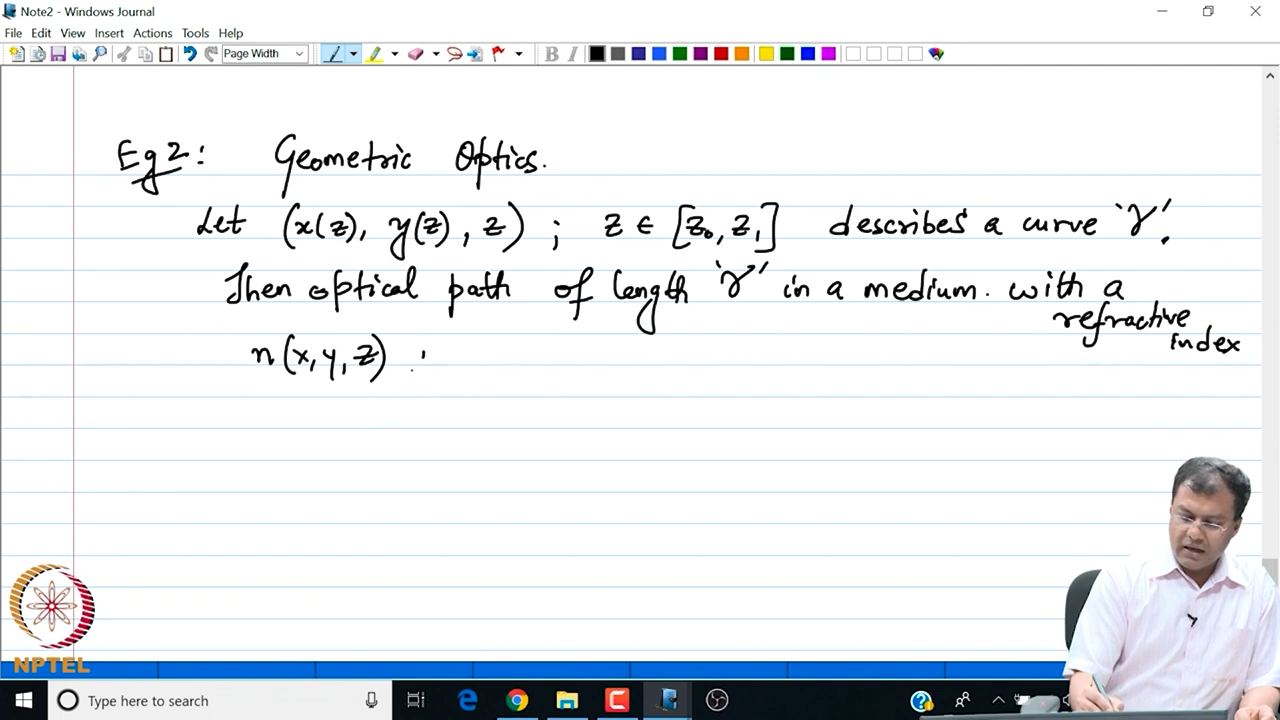 Note2 - Windows Journal
File Edit View Insert Actions Tools Help
Page Width
B I
Eg 2: Geometric Optics.
Let (x(z), y(z), z) ; z ∈ [z₀, z₁] describes a curve 'γ'.
Then optical path of length 'γ' in a medium. with a
refractive
index
n(x, y, z) :
NPTEL
Type here to search